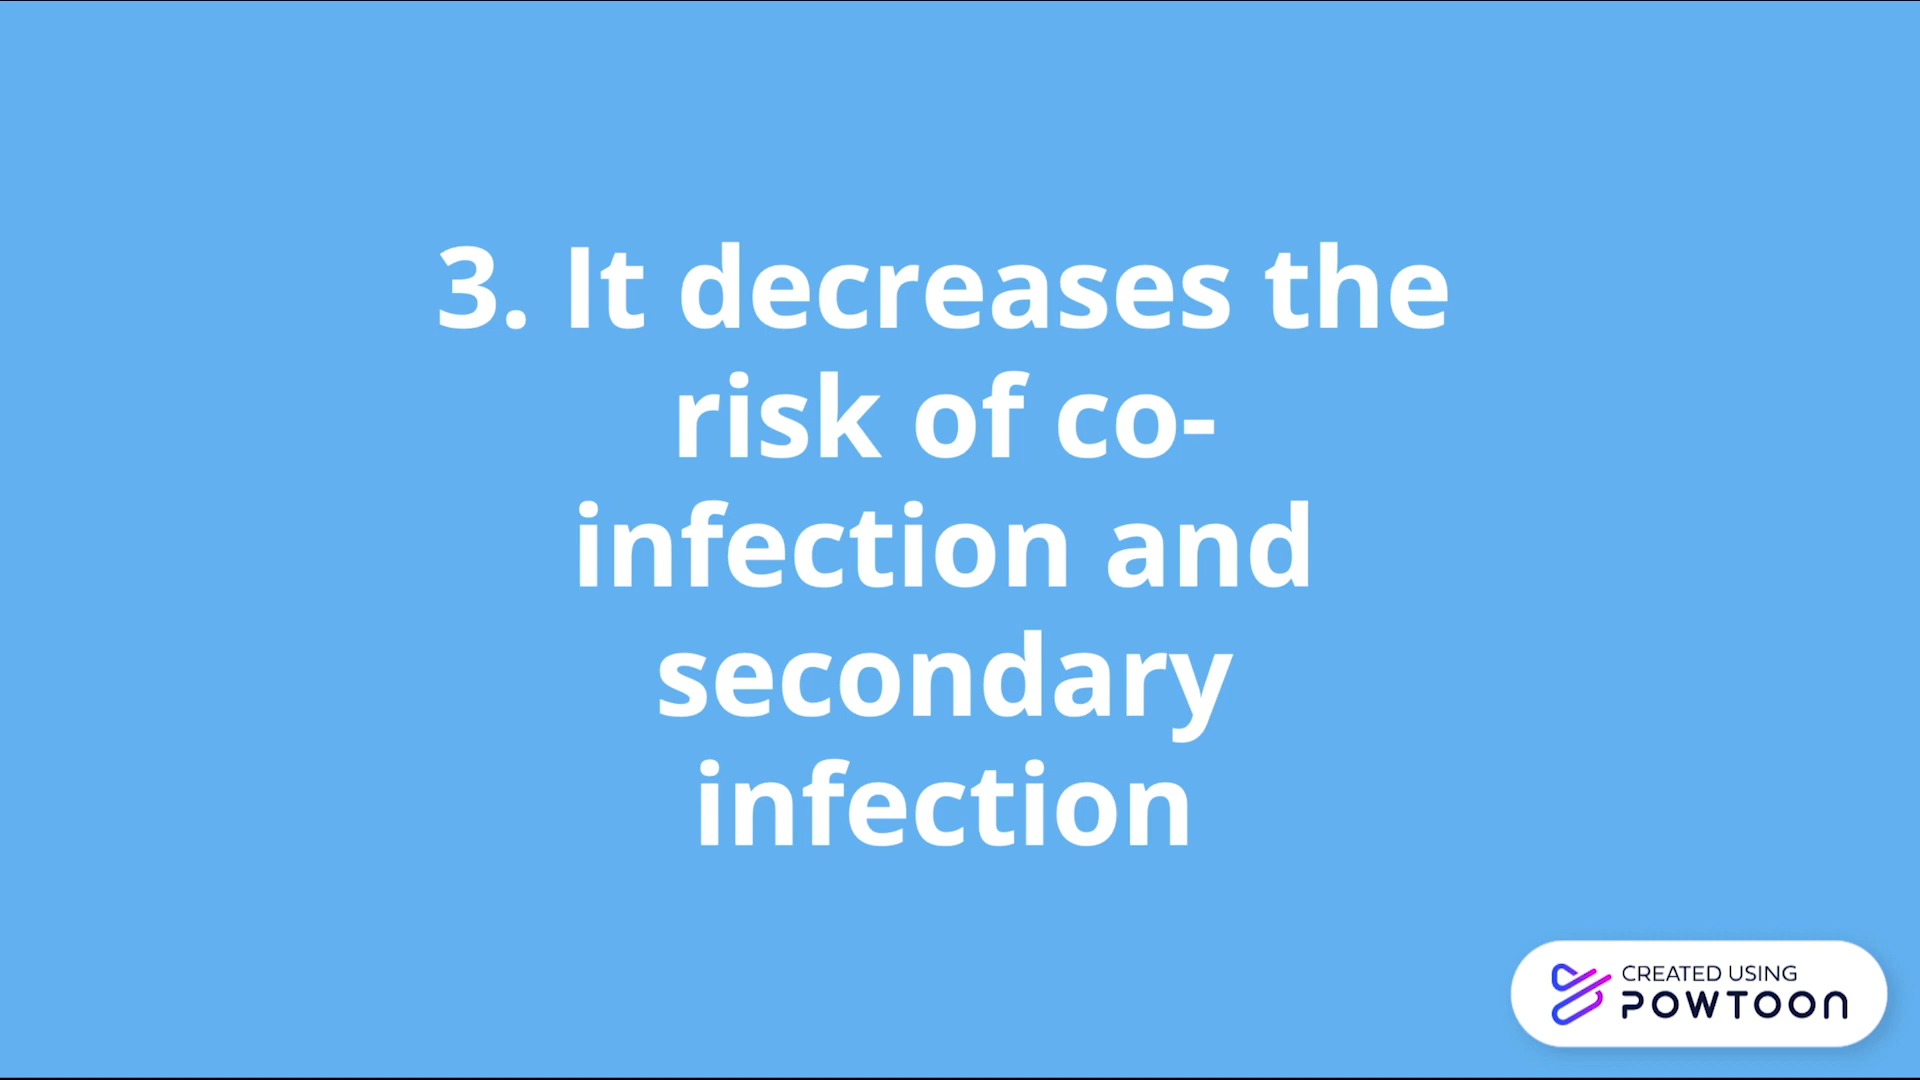 3. It decreases the
risk of co-
infection and
secondary
infection
CREATED USING
POWTOON